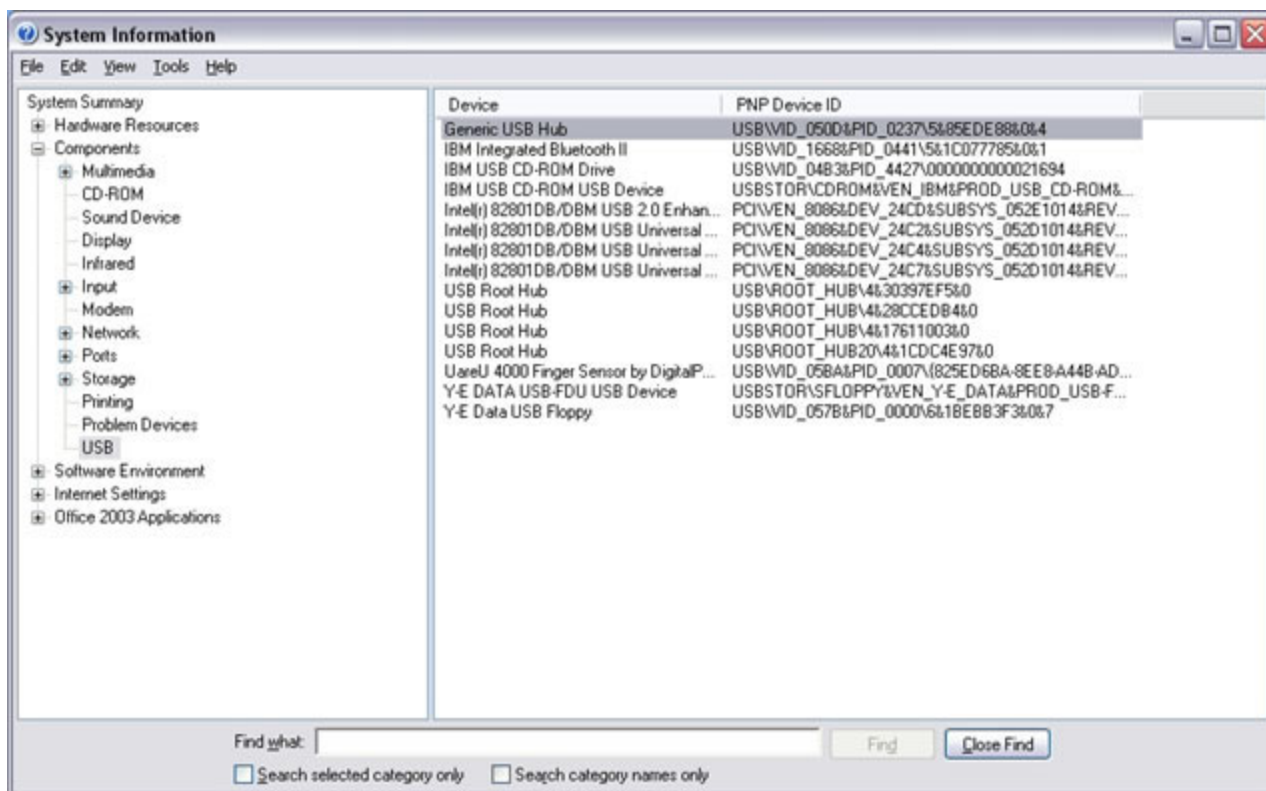 System Information
File Edit View Tools Help
System Summary
Hardware Resources
Components
Multimedia
CD-ROM
Sound Device
Display
Infrared
Input
Modem
Network
Ports
Storage
Printing
Problem Devices
USB
Software Environment
Internet Settings
Office 2003 Applications
Device PNP Device ID
Generic USB Hub USB\VID_050D&PID_0237\5&85EDE88&0&4
IBM Integrated Bluetooth II USB\VID_1668&PID_0441\5&1C077785&0&1
IBM USB CD-ROM Drive USB\VID_04B3&PID_4427\0000000000021694
IBM USB CD-ROM USB Device USBSTOR\CDROM&VEN_IBM&PROD_USB_CD-ROM&...
Intel(r) 82801DB/DBM USB 2.0 Enhan... PCI\VEN_8086&DEV_24CD&SUBSYS_052E1014&REV...
Intel(r) 82801DB/DBM USB Universal ... PCI\VEN_8086&DEV_24C2&SUBSYS_052D1014&REV...
Intel(r) 82801DB/DBM USB Universal ... PCI\VEN_8086&DEV_24C4&SUBSYS_052D1014&REV...
Intel(r) 82801DB/DBM USB Universal ... PCI\VEN_8086&DEV_24C7&SUBSYS_052D1014&REV...
USB Root Hub USB\ROOT_HUB\4&30397EF5&0
USB Root Hub USB\ROOT_HUB\4&28CCEDB4&0
USB Root Hub USB\ROOT_HUB\4&17611003&0
USB Root Hub USB\ROOT_HUB20\4&1CDC4E97&0
UareU 4000 Finger Sensor by DigitalP... USB\VID_05BA&PID_0007\{825ED6BA-8EE8-A44B-AD...
Y-E DATA USB-FDU USB Device USBSTOR\SFLOPPY&VEN_Y-E_DATA&PROD_USB-F...
Y-E Data USB Floppy USB\VID_057B&PID_0000\6&1BEBB3F3&0&7
Find what: Find Close Find
Search selected category only Search category names only